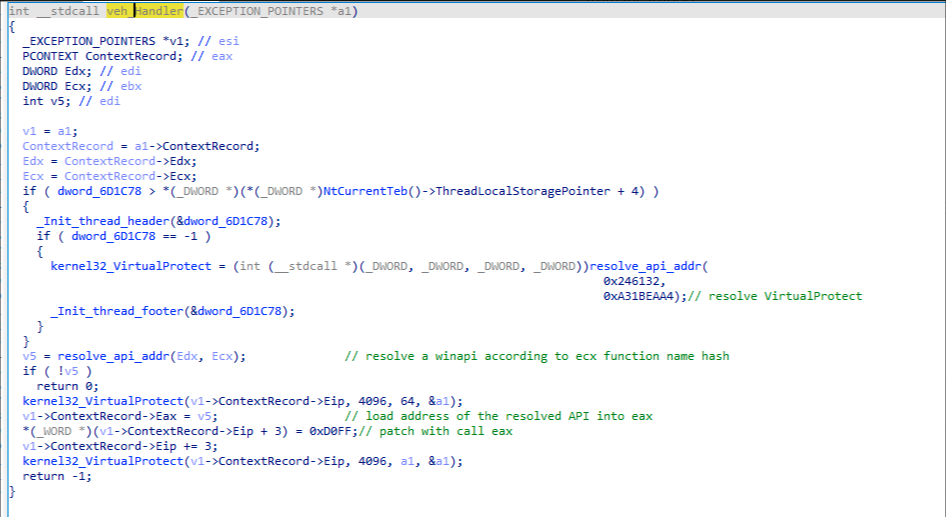 int __stdcall veh_Handler(_EXCEPTION_POINTERS *a1)
{
_EXCEPTION_POINTERS *v1; // esi
PCONTEXT ContextRecord; // eax
DWORD Edx; // edi
DWORD Ecx; // ebx
int v5; // edi
v1 = a1;
ContextRecord = a1->ContextRecord;
Edx = ContextRecord->Edx;
Ecx = ContextRecord->Ecx;
if ( dword_6D1C78 > *(_DWORD *)(*(_DWORD *)NtCurrentTeb()->ThreadLocalStoragePointer + 4) )
{
_Init_thread_header(&dword_6D1C78);
if ( dword_6D1C78 == -1 )
{
kernel32_VirtualProtect = (int (__stdcall *)(_DWORD, _DWORD, _DWORD, _DWORD))resolve_api_addr(
0x246132,
0xA31BEAA4);// resolve VirtualProtect
_Init_thread_footer(&dword_6D1C78);
}
}
v5 = resolve_api_addr(Edx, Ecx); // resolve a winapi according to ecx function name hash
if ( !v5 )
return 0;
kernel32_VirtualProtect(v1->ContextRecord->Eip, 4096, 64, &a1);
v1->ContextRecord->Eax = v5; // load address of the resolved API into eax
*(_WORD *)(v1->ContextRecord->Eip + 3) = 0xD0FF;// patch with call eax
v1->ContextRecord->Eip += 3;
kernel32_VirtualProtect(v1->ContextRecord->Eip, 4096, a1, &a1);
return -1;
}